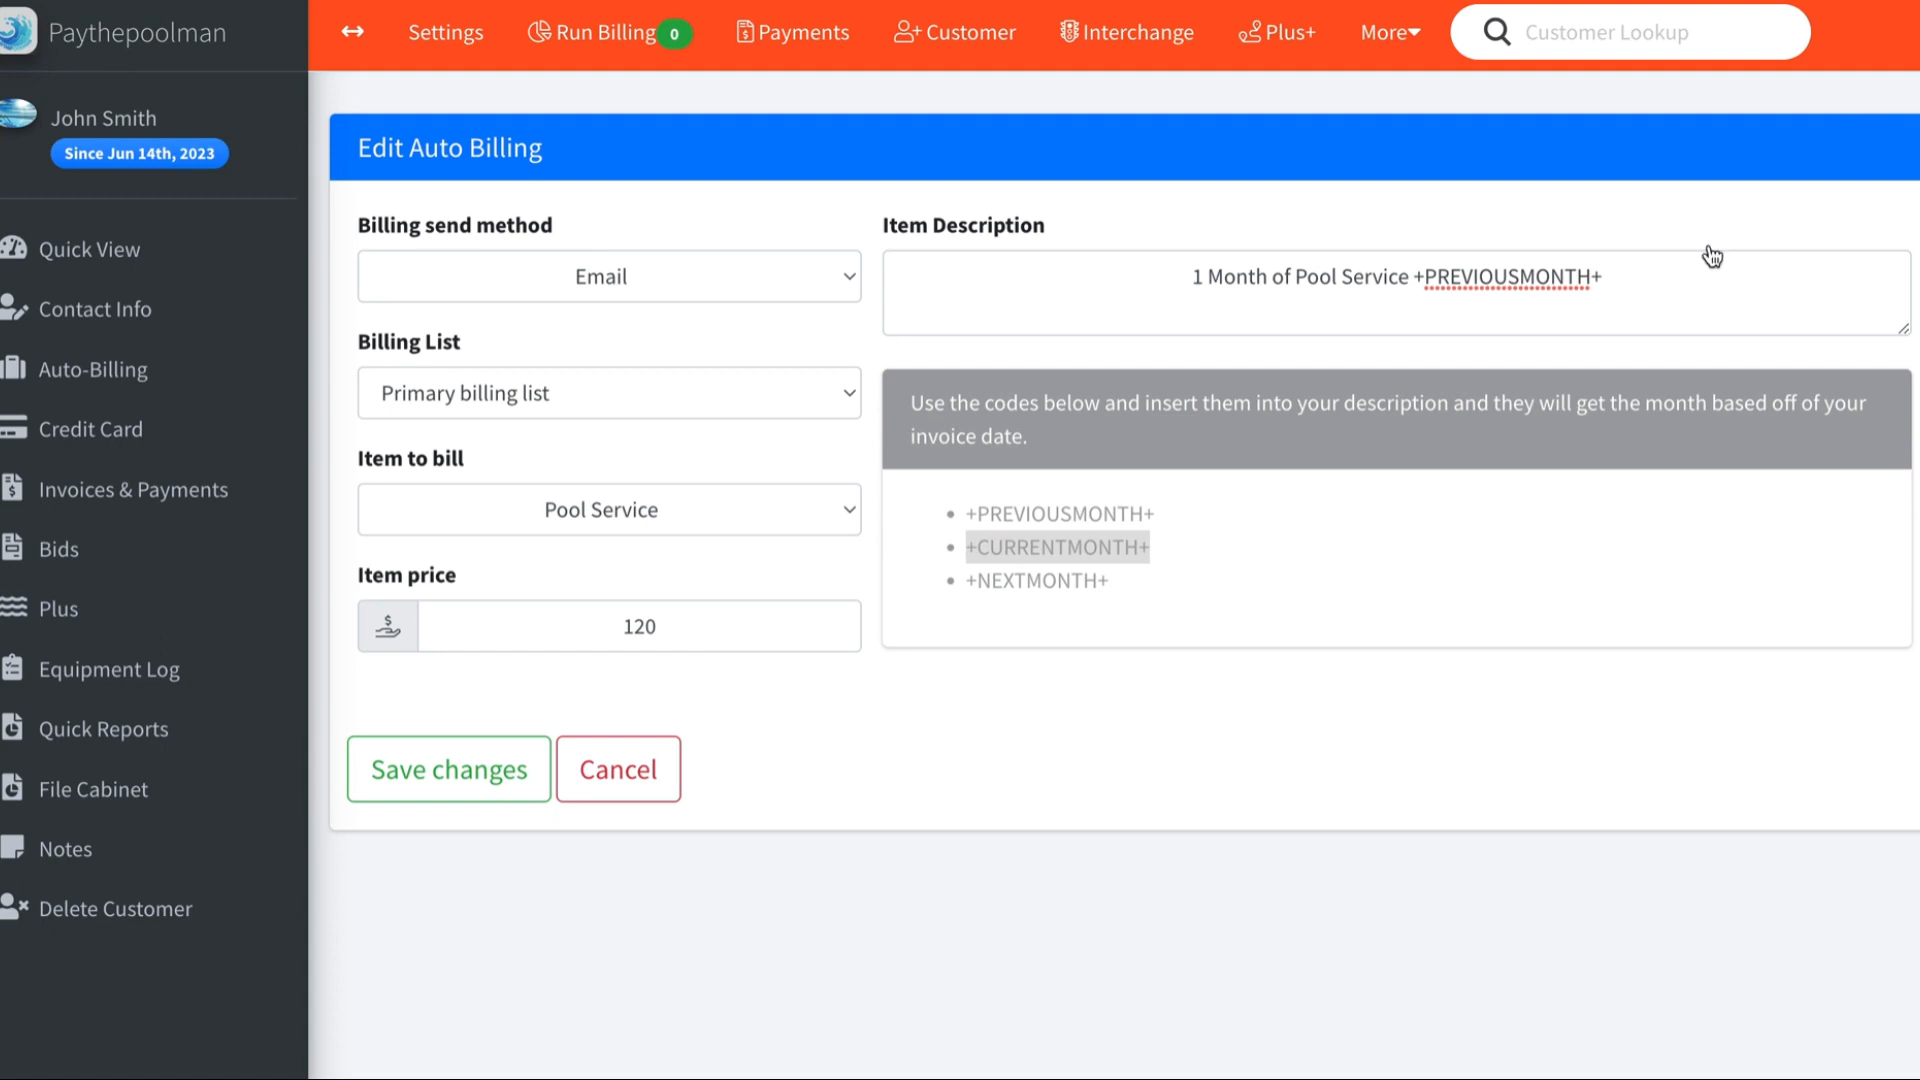 Paythepoolman
Settings
Run Billing 0
Payments
Customer
Interchange
Plus+
More
Customer Lookup
John Smith
Since Jun 14th, 2023
Quick View
Contact Info
Auto-Billing
Credit Card
Invoices & Payments
Bids
Plus
Equipment Log
Quick Reports
File Cabinet
Notes
Delete Customer
Edit Auto Billing
Billing send method
Email
Billing List
Primary billing list
Item to bill
Pool Service
Item price
$
120
Item Description
1 Month of Pool Service +PREVIOUSMONTH+
Use the codes below and insert them into your description and they will get the month based off of your
invoice date.
• +PREVIOUSMONTH+
• +CURRENTMONTH+
• +NEXTMONTH+
Save changes
Cancel